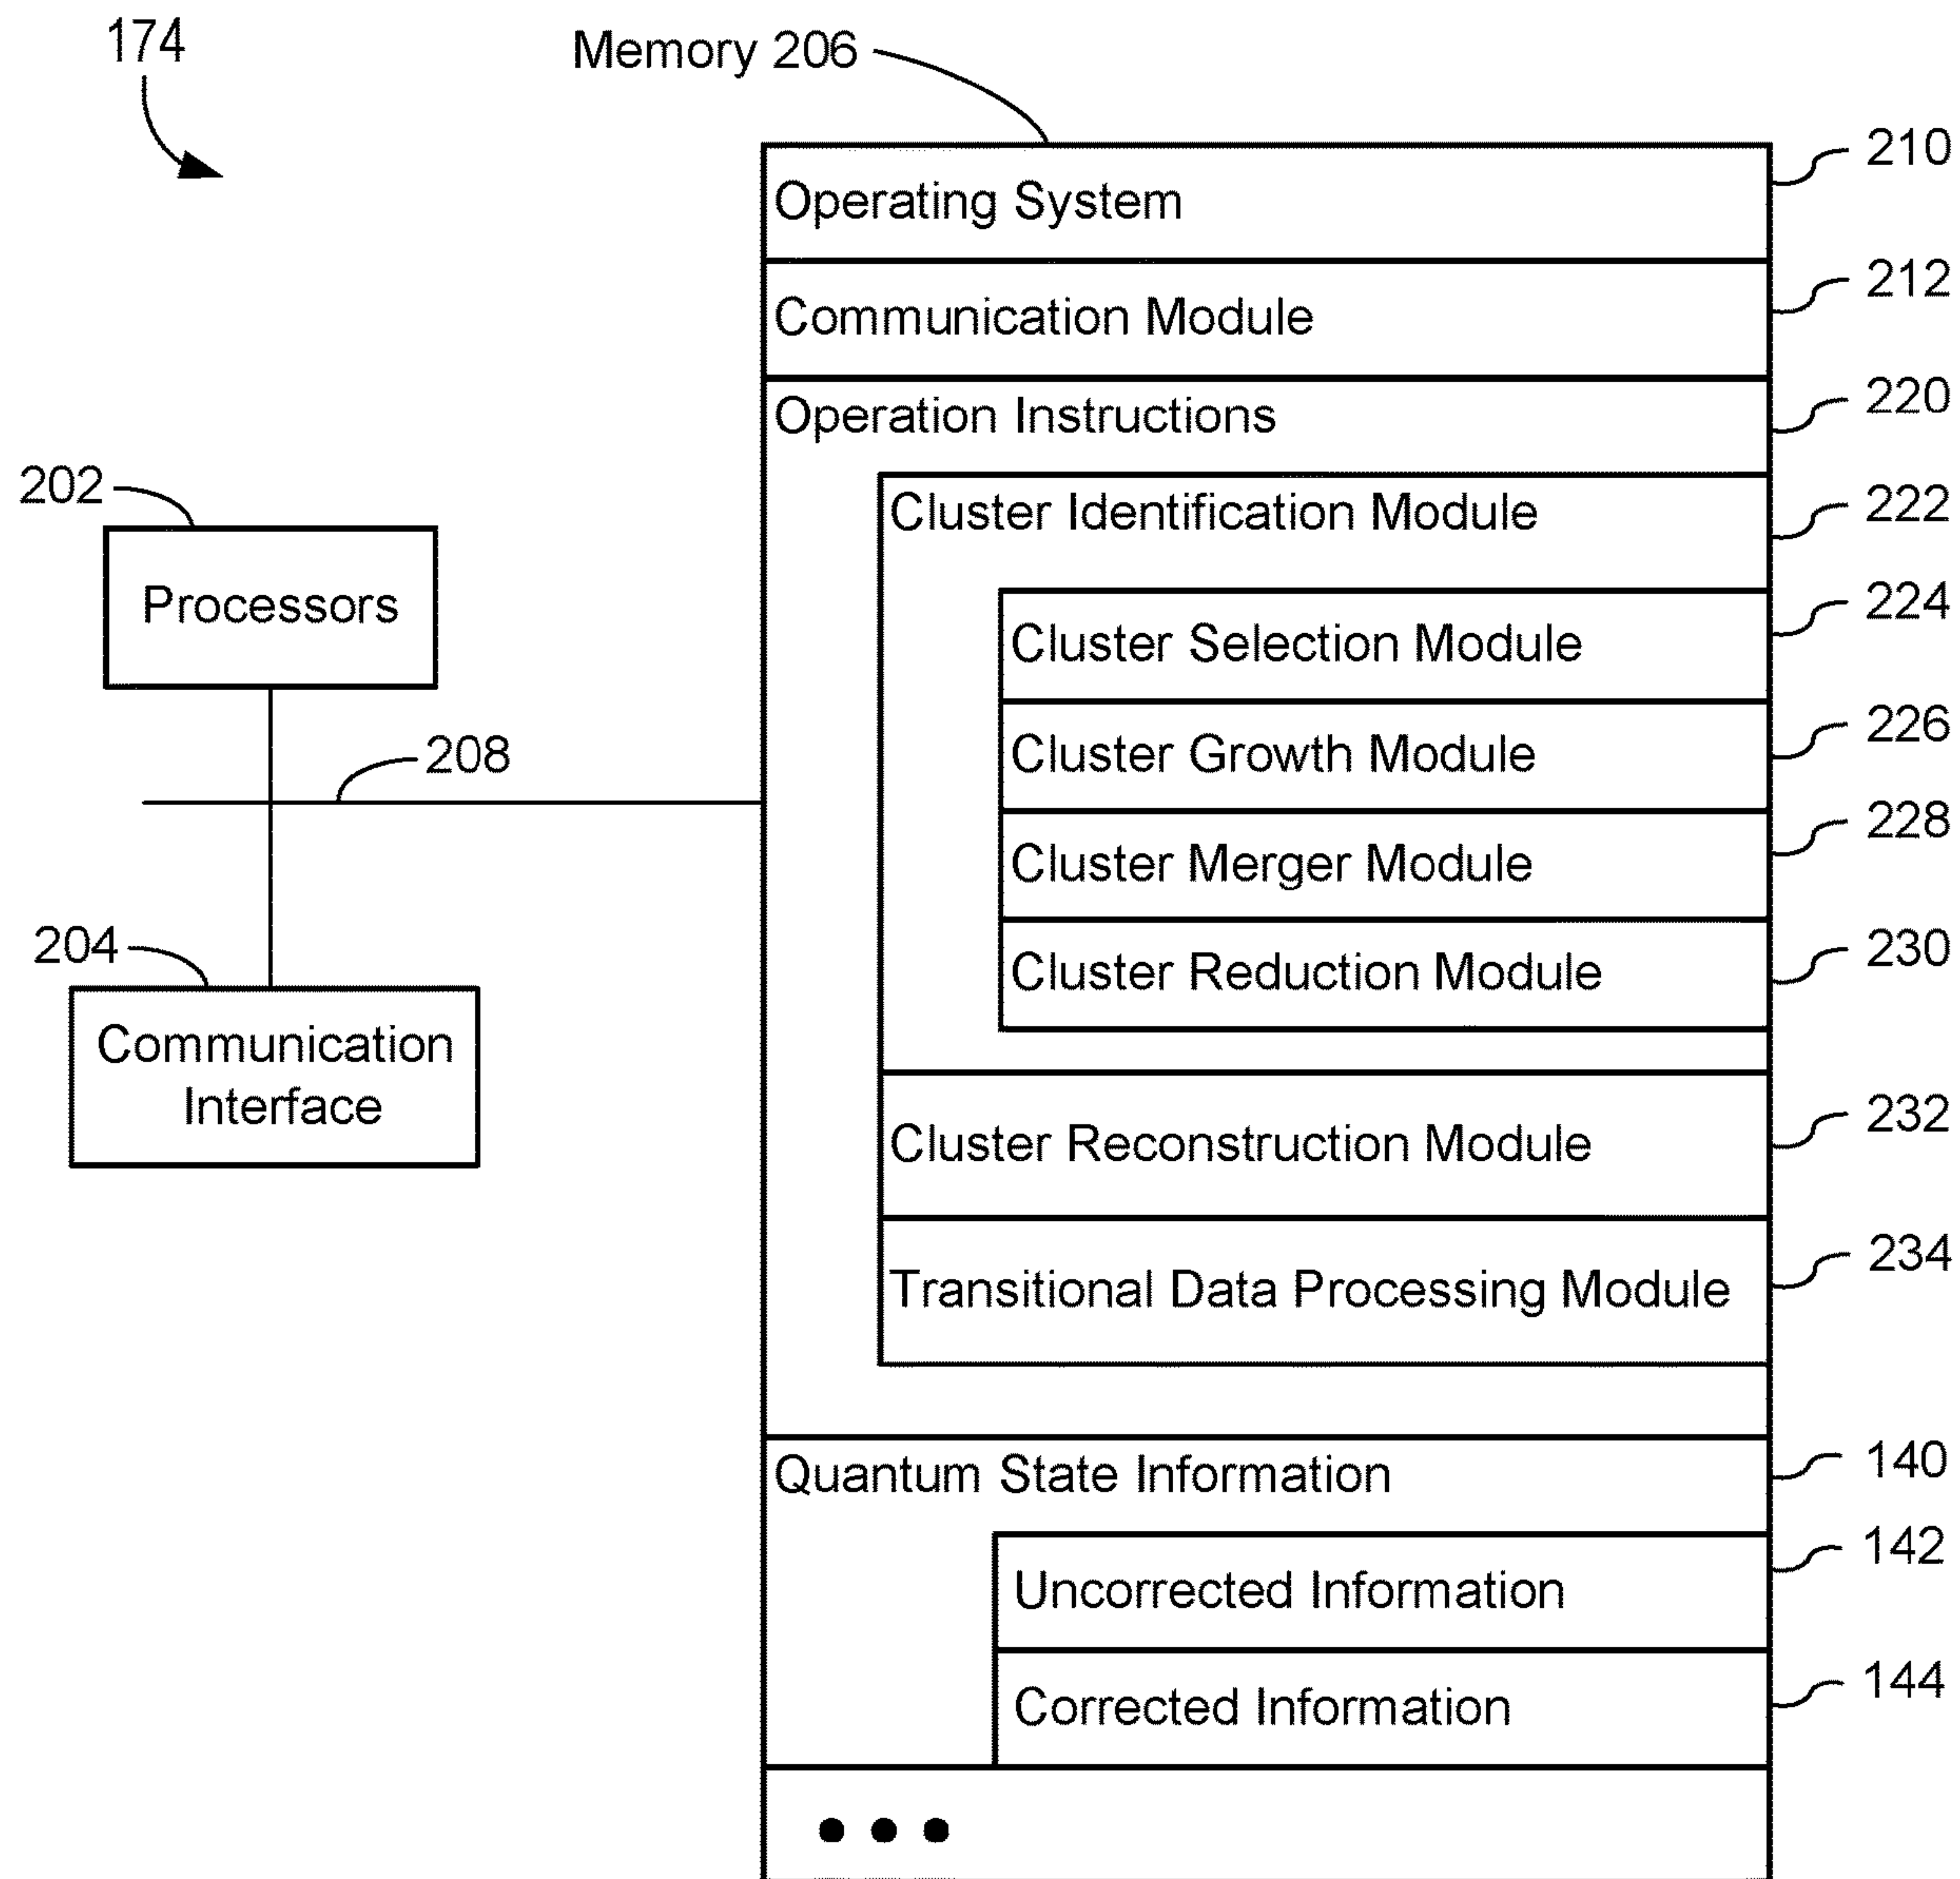 174
Memory 206
210
Operating System
212
Communication Module
220
Operation Instructions
202
222
Cluster Identification Module
Processors
224
Cluster Selection Module
208
226
Cluster Growth Module
228
Cluster Merger Module
204
230
Cluster Reduction Module
Communication
Interface
232
Cluster Reconstruction Module
234
Transitional Data Processing Module
140
Quantum State Information
142
Uncorrected Information
144
Corrected Information
• • •